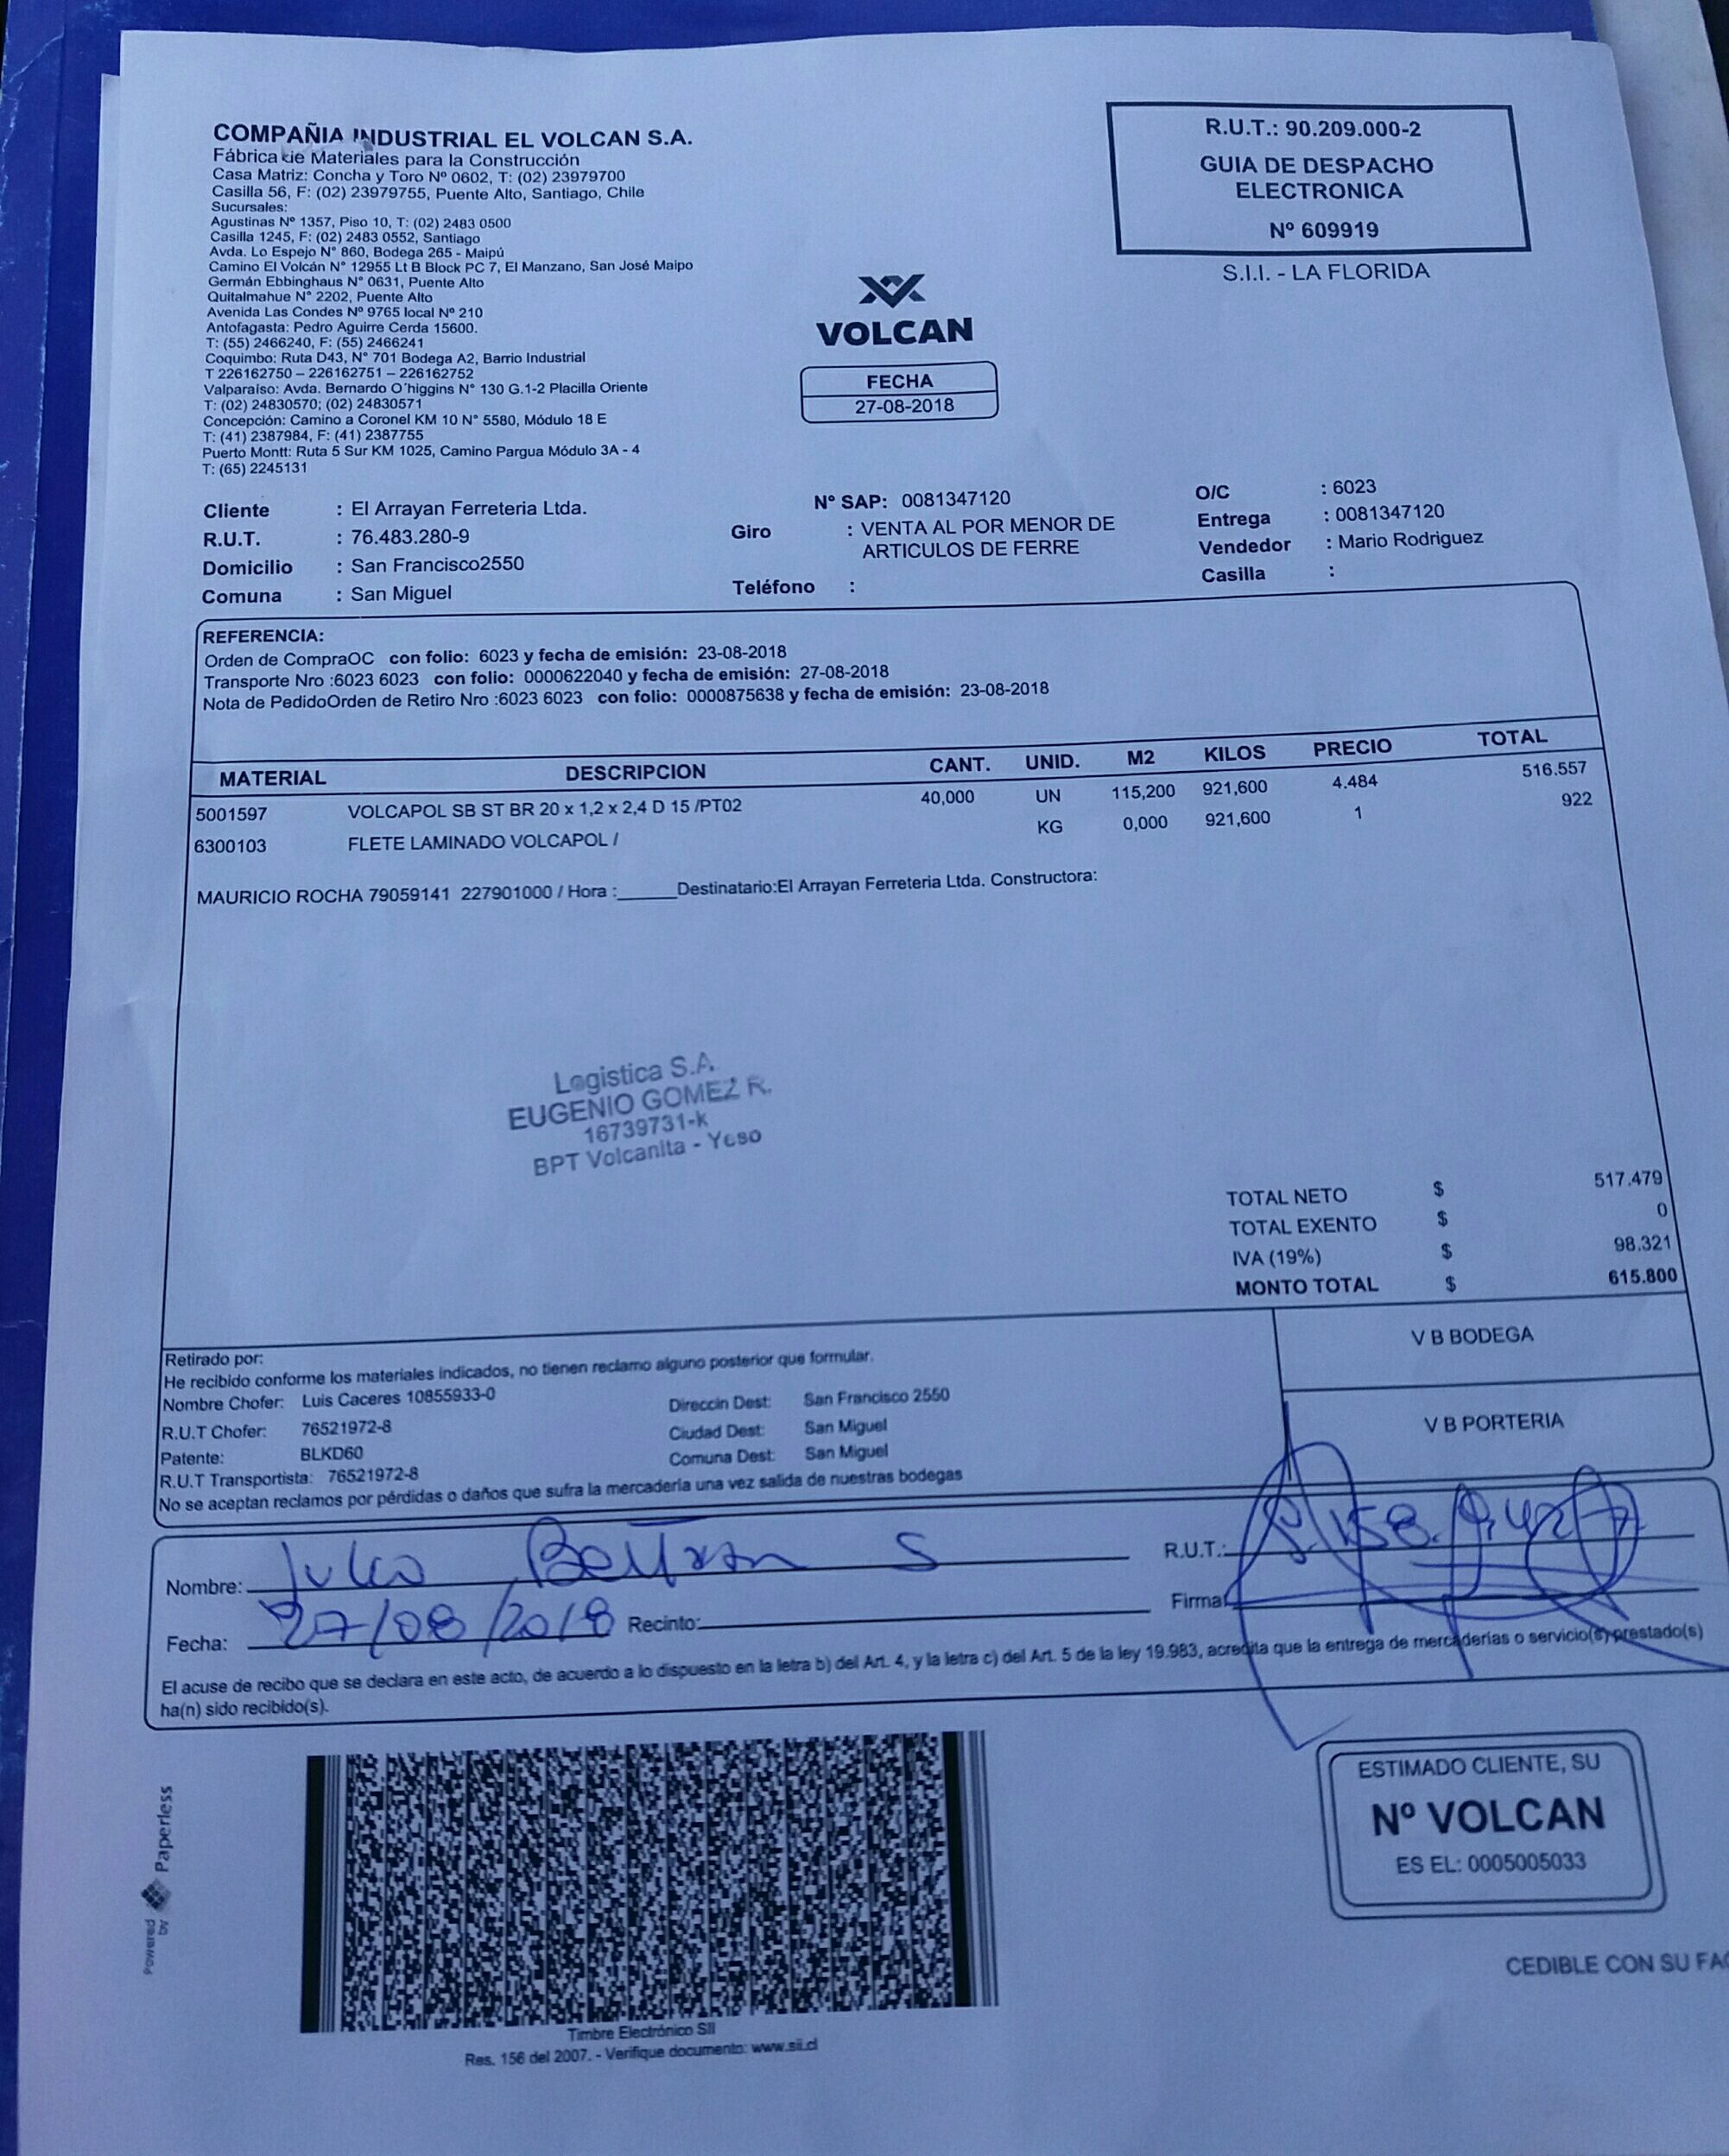 COMPAÑIA INDUSTRIAL EL VOLCAN S.A.
Fábrica de Materiales para la Construcción
Casa Matriz: Concha y Toro Nº 0602, T: (02) 23979700
Casilla 56, F: (02) 23979755, Puente Alto, Santiago, Chile
Sucursales:
Agustinas Nº 1357, Piso 10, T: (02) 2483 0500
Casilla 1245, F: (02) 2483 0552, Santiago
Avda. Lo Espejo N° 860, Bodega 265 - Maipú
Camino El Volcán N° 12955 Lt B Block PC 7, El Manzano, San José Maipo
Germán Ebbinghaus N° 0631, Puente Alto
Quitalmahue N° 2202, Puente Alto
Avenida Las Condes Nº 9765 local Nº 210
Antofagasta: Pedro Aguirre Cerda 15600.
T: (55) 2466240, F: (55) 2466241
Coquimbo: Ruta D43, N° 701 Bodega A2, Barrio Industrial
T 226162750 – 226162751 – 226162752
Valparaíso: Avda. Bernardo O´higgins N° 130 G.1-2 Placilla Oriente
T: (02) 24830570; (02) 24830571
Concepción: Camino a Coronel KM 10 N° 5580, Módulo 18 E
T: (41) 2387984, F: (41) 2387755
Puerto Montt: Ruta 5 Sur KM 1025, Camino Pargua Módulo 3A - 4
T: (65) 2245131
R.U.T.: 90.209.000-2
GUIA DE DESPACHO
ELECTRONICA
Nº 609919
S.I.I. - LA FLORIDA
VOLCAN
FECHA
27-08-2018
Cliente : El Arrayan Ferreteria Ltda.
R.U.T. : 76.483.280-9
Domicilio : San Francisco2550
Comuna : San Miguel
Nº SAP: 0081347120
Giro : VENTA AL POR MENOR DE
ARTICULOS DE FERRE
Teléfono :
O/C : 6023
Entrega : 0081347120
Vendedor : Mario Rodriguez
Casilla :
REFERENCIA:
Orden de CompraOC con folio: 6023 y fecha de emisión: 23-08-2018
Transporte Nro :6023 6023 con folio: 0000622040 y fecha de emisión: 27-08-2018
Nota de PedidoOrden de Retiro Nro :6023 6023 con folio: 0000875638 y fecha de emisión: 23-08-2018
MATERIAL DESCRIPCION CANT. UNID. M2 KILOS PRECIO TOTAL
5001597 VOLCAPOL SB ST BR 20 x 1,2 x 2,4 D 15 /PT02 40,000 UN 115,200 921,600 4.484 516.557
6300103 FLETE LAMINADO VOLCAPOL / KG 0,000 921,600 1 922
MAURICIO ROCHA 79059141 227901000 / Hora :______Destinatario:El Arrayan Ferreteria Ltda. Constructora:
Logistica S.A.
EUGENIO GOMEZ R.
16739731-k
BPT Volcanita - Yeso
TOTAL NETO $ 517.479
TOTAL EXENTO $ 0
IVA (19%) $ 98.321
MONTO TOTAL $ 615.800
Retirado por:
He recibido conforme los materiales indicados, no tienen reclamo alguno posterior que formular.
Nombre Chofer: Luis Caceres 10855933-0 Direccin Dest: San Francisco 2550
R.U.T Chofer: 76521972-8 Ciudad Dest: San Miguel
Patente: BLKD60 Comuna Dest: San Miguel
R.U.T Transportista: 76521972-8
No se aceptan reclamos por pérdidas o daños que sufra la mercadería una vez salida de nuestras bodegas
V B BODEGA
V B PORTERIA
Nombre: Julio Beltran S R.U.T.:
Fecha: 27/08/2018 Recinto: Firma
El acuse de recibo que se declara en este acto, de acuerdo a lo dispuesto en la letra b) del Art. 4, y la letra c) del Art. 5 de la ley 19.983, acredita que la entrega de mercaderías o servicio(s) prestado(s)
ha(n) sido recibido(s).
Powered by Paperless
Timbre Electrónico SII
Res. 156 del 2007. - Verifique documento: www.sii.cl
ESTIMADO CLIENTE, SU
Nº VOLCAN
ES EL: 0005005033
CEDIBLE CON SU FAC